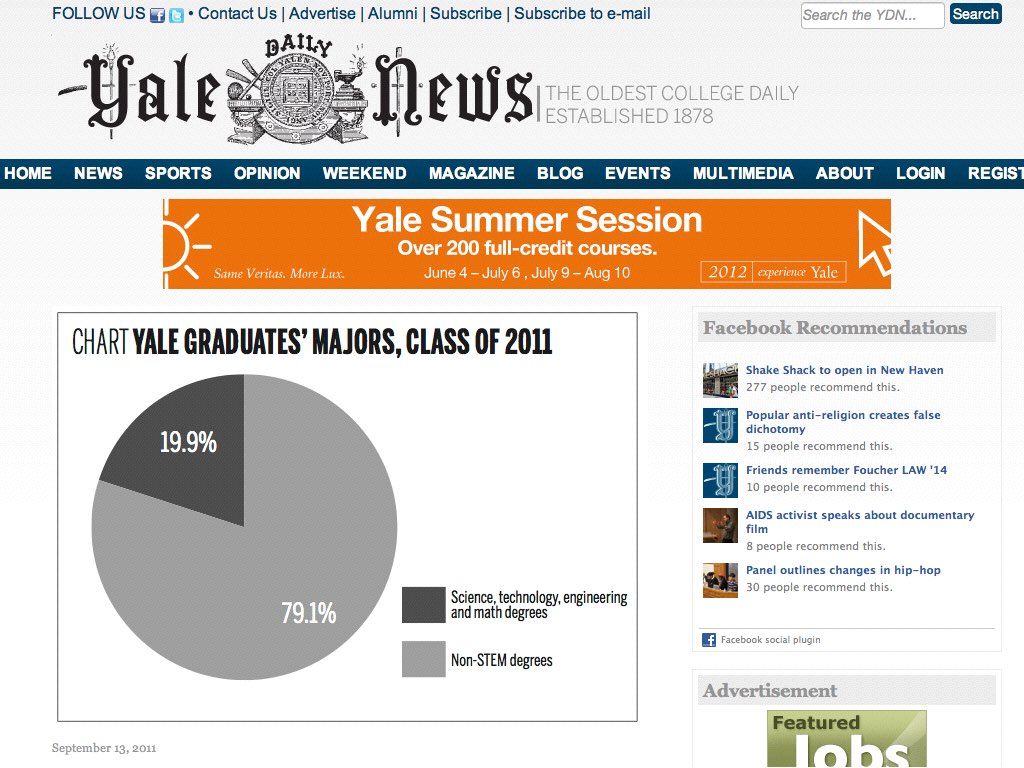 FOLLOW US • Contact Us | Advertise | Alumni | Subscribe | Subscribe to e-mail
Search the YDN...
Search
Yale DAILY News
THE OLDEST COLLEGE DAILY
ESTABLISHED 1878
HOME NEWS SPORTS OPINION WEEKEND MAGAZINE BLOG EVENTS MULTIMEDIA ABOUT LOGIN REGIST
Yale Summer Session
Over 200 full-credit courses.
Same Veritas. More Lux.
June 4 – July 6 , July 9 – Aug 10
2012 experience Yale
CHART YALE GRADUATES' MAJORS, CLASS OF 2011
19.9%
79.1%
Science, technology, engineering
and math degrees
Non-STEM degrees
September 13, 2011
Facebook Recommendations
Shake Shack to open in New Haven
277 people recommend this.
Popular anti-religion creates false
dichotomy
15 people recommend this.
Friends remember Foucher LAW '14
10 people recommend this.
AIDS activist speaks about documentary
film
8 people recommend this.
Panel outlines changes in hip-hop
30 people recommend this.
Facebook social plugin
Advertisement
Featured
Jobs